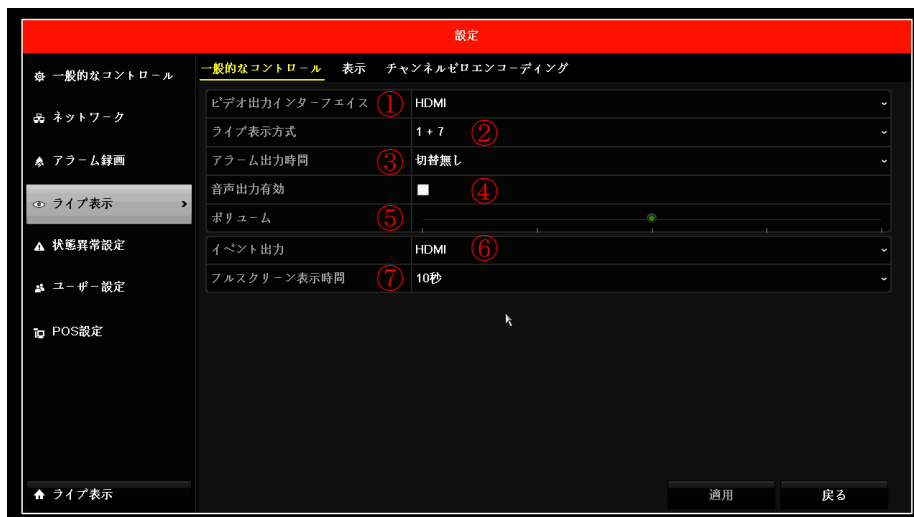 設定
一般的なコントロール
ネットワーク
アラーム録画
ライブ表示
状態異常設定
ユーザー設定
POS設定
ライブ表示
一般的なコントロール 表示 チャンネルゼロエンコーディング
ビデオ出力インターフェイス ① HDMI
ライブ表示方式 1 + 7 ②
アラーム出力時間 ③ 切替無し
音声出力有効 ④
ボリューム ⑤
イベント出力 HDMI ⑥
フルスクリーン表示時間 ⑦ 10秒
適用 戻る